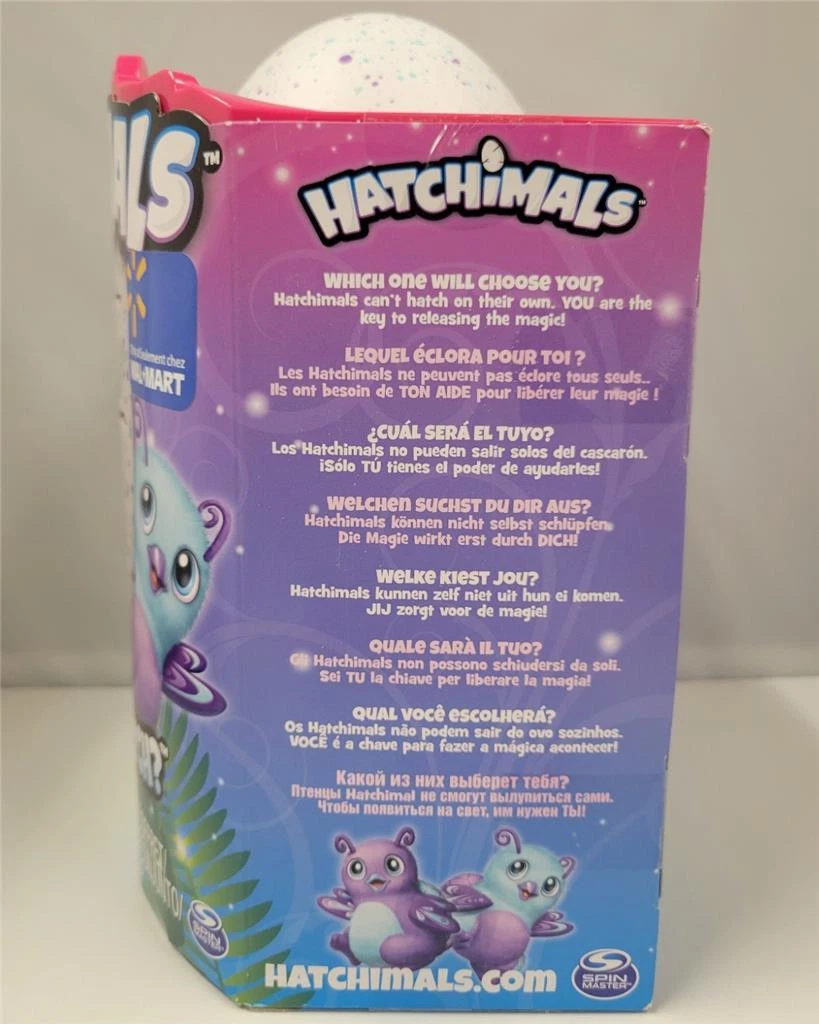 HATCHiMALS™
WHICH ONE WILL CHOOSE YOU?
Hatchimals can't hatch on their own. YOU are the
key to releasing the magic!
LEQUEL ÉCLORA POUR TOI ?
Les Hatchimals ne peuvent pas éclore tous seuls..
Ils ont besoin de TON AIDE pour libérer leur magie !
¿CUÁL SERÁ EL TUYO?
Los Hatchimals no pueden salir solos del cascarón.
¡Sólo TÚ tienes el poder de ayudarles!
WELCHEN SUCHST DU DIR AUS?
Hatchimals können nicht selbst schlüpfen.
Die Magie wirkt erst durch DICH!
WELKE KIEST JOU?
Hatchimals kunnen zelf niet uit hun ei komen.
JIJ zorgt voor de magie!
QUALE SARÀ IL TUO?
Gli Hatchimals non possono schiudersi da soli.
Sei TU la chiave per liberare la magia!
QUAL VOCÊ ESCOLHERÁ?
Os Hatchimals não podem sair do ovo sozinhos.
VOCÊ é a chave para fazer a mágica acontecer!
Какой из них выберет тебя?
Птенцы Hatchimal не смогут вылупиться сами.
Чтобы появиться на свет, им нужен ТЫ!
HATCHIMALS.COM
SPIN
MASTER™
ALS™
chez
MART
SPIN
MASTER